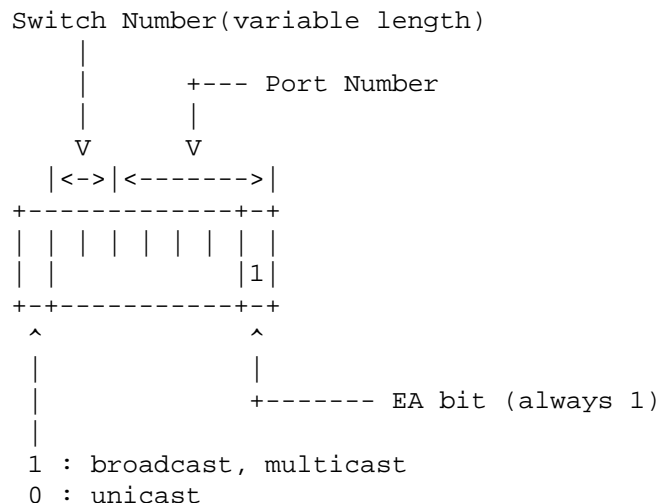 Switch Number(variable length)
     |
     |       +--- Port Number
     |       |
     V       V
   |<->|<------->|
 +-------------+-+
 | | | | | | | | |
 | |           |1|
 +-+-----------+-+
  ^             ^
  |             |
  |             +------- EA bit (always 1)
  |
  1 : broadcast, multicast
  0 : unicast